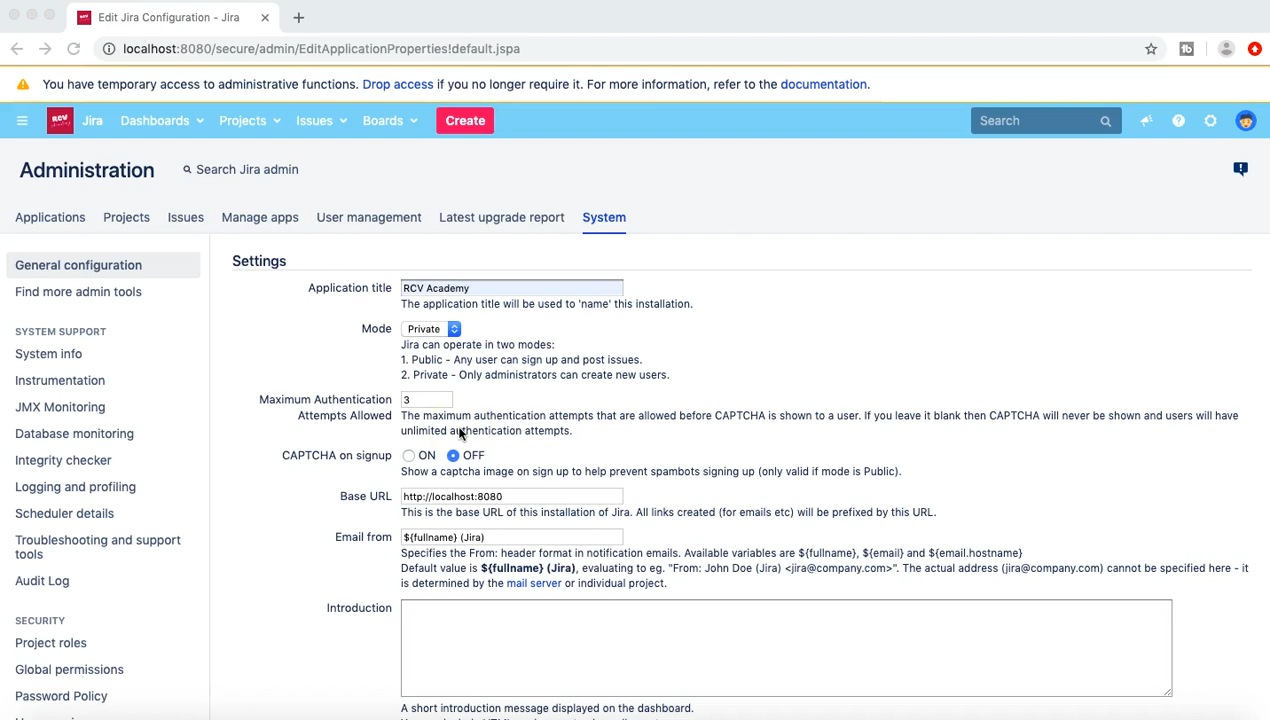 Edit Jira Configuration - Jira
localhost:8080/secure/admin/EditApplicationProperties!default.jspa
You have temporary access to administrative functions. Drop access if you no longer require it. For more information, refer to the documentation.
RCV
Jira Dashboards Projects Issues Boards Create Search
Administration Search Jira admin
Applications Projects Issues Manage apps User management Latest upgrade report System
General configuration
Find more admin tools
SYSTEM SUPPORT
System info
Instrumentation
JMX Monitoring
Database monitoring
Integrity checker
Logging and profiling
Scheduler details
Troubleshooting and support
tools
Audit Log
SECURITY
Project roles
Global permissions
Password Policy
Settings
Application title RCV Academy
The application title will be used to 'name' this installation.
Mode Private
Jira can operate in two modes:
1. Public - Any user can sign up and post issues.
2. Private - Only administrators can create new users.
Maximum Authentication 3
Attempts Allowed The maximum authentication attempts that are allowed before CAPTCHA is shown to a user. If you leave it blank then CAPTCHA will never be shown and users will have
unlimited authentication attempts.
CAPTCHA on signup ON OFF
Show a captcha image on sign up to help prevent spambots signing up (only valid if mode is Public).
Base URL http://localhost:8080
This is the base URL of this installation of Jira. All links created (for emails etc) will be prefixed by this URL.
Email from ${fullname} (Jira)
Specifies the From: header format in notification emails. Available variables are ${fullname}, ${email} and ${email.hostname}
Default value is ${fullname} (Jira), evaluating to eg. "From: John Doe (Jira) <jira@company.com>". The actual address (jira@company.com) cannot be specified here - it
is determined by the mail server or individual project.
Introduction
A short introduction message displayed on the dashboard.